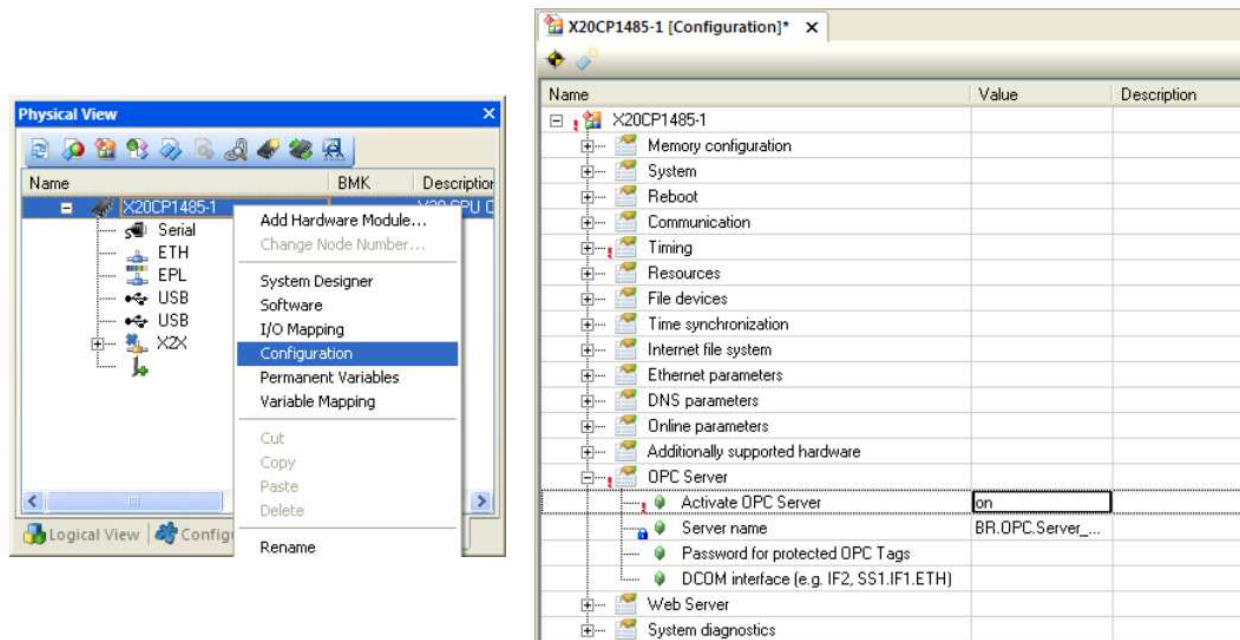 Physical View
Name BMK Description
X20CP1485-1
Serial
ETH
EPL
USB
USB
X2X
Add Hardware Module...
Change Node Number...
System Designer
Software
I/O Mapping
Configuration
Permanent Variables
Variable Mapping
Cut
Copy
Paste
Delete
Rename
Logical View Config
X20CP1485-1 [Configuration]*
Name Value Description
X20CP1485-1
Memory configuration
System
Reboot
Communication
Timing
Resources
File devices
Time synchronization
Internet file system
Ethernet parameters
DNS parameters
Online parameters
Additionally supported hardware
OPC Server
Activate OPC Server on
Server name BR.OPC.Server_...
Password for protected OPC Tags
DCOM interface (e.g. IF2, SS1.IF1.ETH)
Web Server
System diagnostics